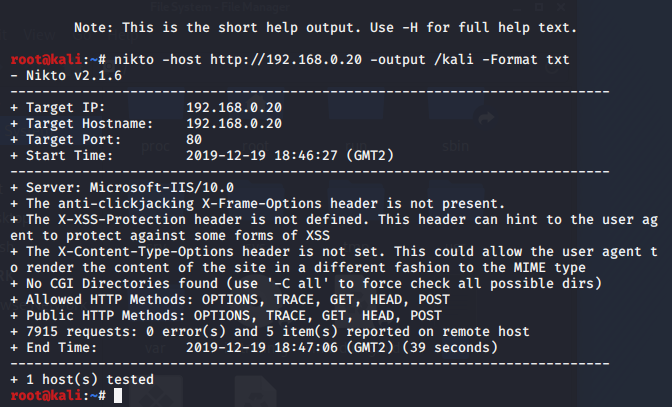 Note: This is the short help output. Use -H for full help text.
root@kali:~# nikto -host http://192.168.0.20 -output /kali -Format txt
- Nikto v2.1.6
---------------------------------------------------------------------------
+ Target IP:          192.168.0.20
+ Target Hostname:    192.168.0.20
+ Target Port:        80
+ Start Time:         2019-12-19 18:46:27 (GMT2)
---------------------------------------------------------------------------
+ Server: Microsoft-IIS/10.0
+ The anti-clickjacking X-Frame-Options header is not present.
+ The X-XSS-Protection header is not defined. This header can hint to the user ag
ent to protect against some forms of XSS
+ The X-Content-Type-Options header is not set. This could allow the user agent t
o render the content of the site in a different fashion to the MIME type
+ No CGI Directories found (use '-C all' to force check all possible dirs)
+ Allowed HTTP Methods: OPTIONS, TRACE, GET, HEAD, POST
+ Public HTTP Methods: OPTIONS, TRACE, GET, HEAD, POST
+ 7915 requests: 0 error(s) and 5 item(s) reported on remote host
+ End Time:           2019-12-19 18:47:06 (GMT2) (39 seconds)
---------------------------------------------------------------------------
+ 1 host(s) tested
root@kali:~#
proc
sbin
var